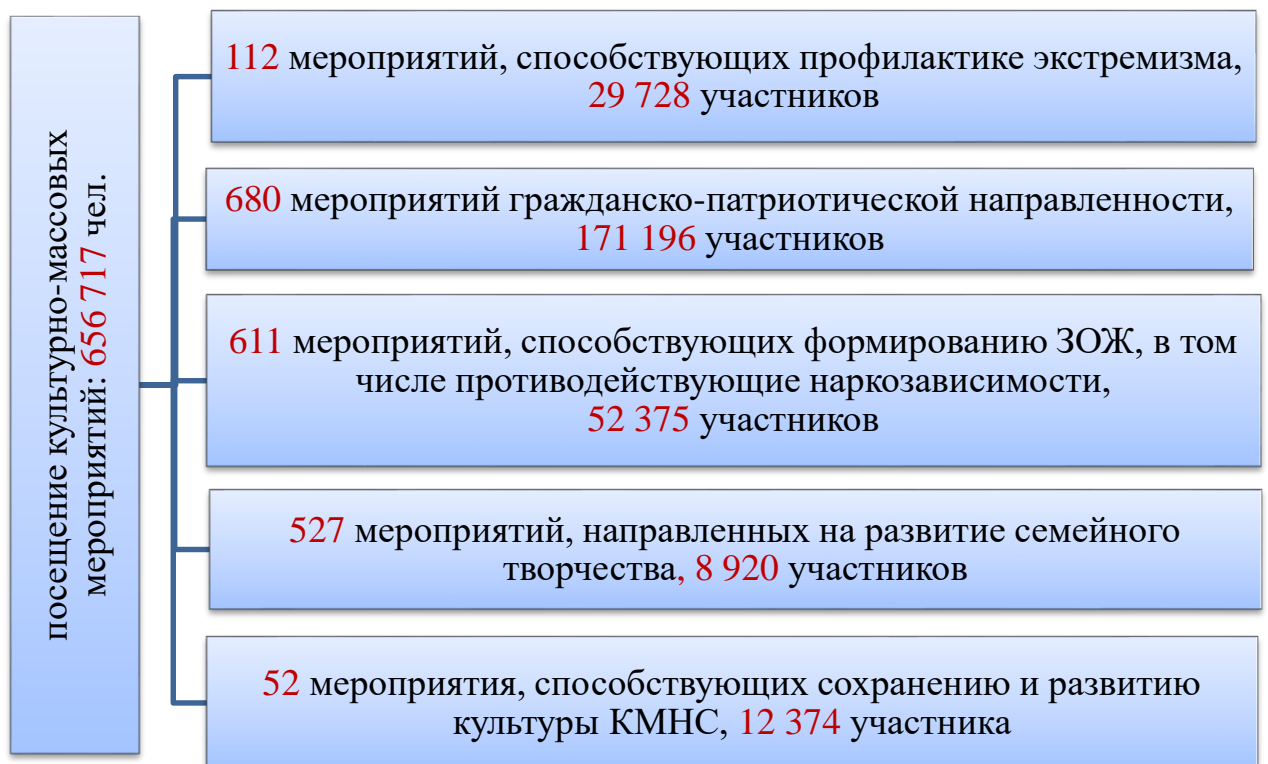 посещение культурно-массовых
мероприятий: 656 717 чел.
112 мероприятий, способствующих профилактике экстремизма,
29 728 участников
680 мероприятий гражданско-патриотической направленности,
171 196 участников
611 мероприятий, способствующих формированию ЗОЖ, в том
числе противодействующие наркозависимости,
52 375 участников
527 мероприятий, направленных на развитие семейного
творчества, 8 920 участников
52 мероприятия, способствующих сохранению и развитию
культуры КМНС, 12 374 участника